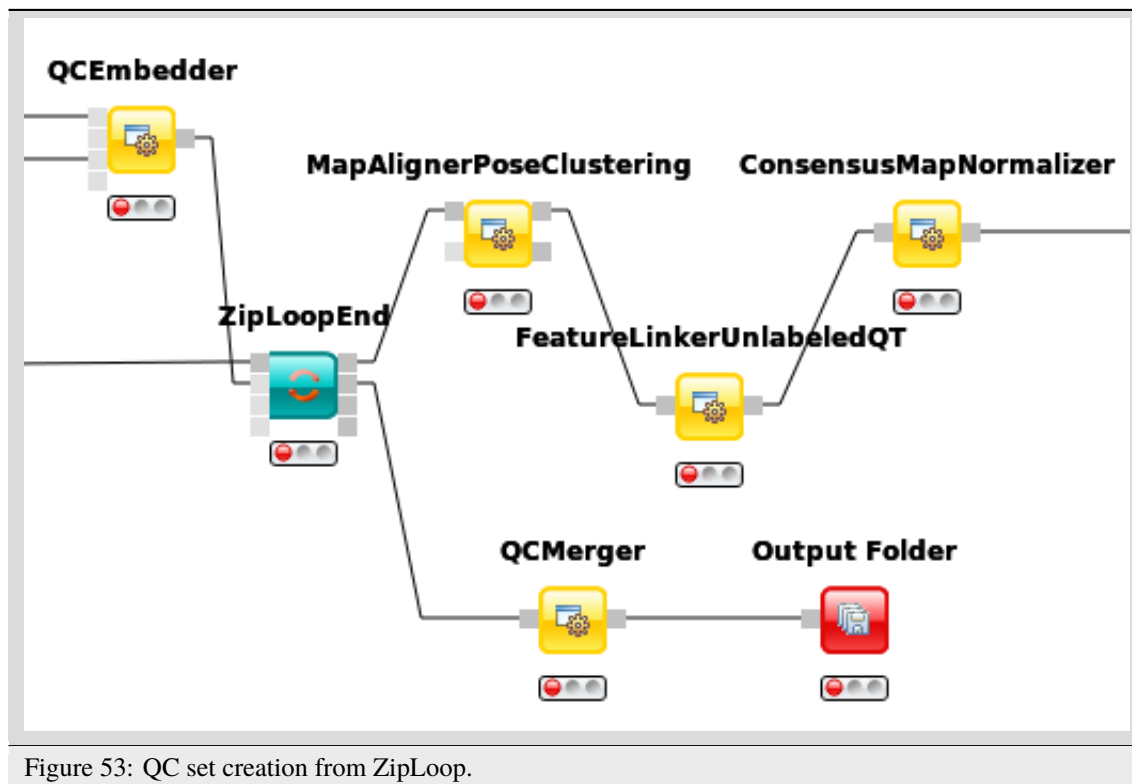 QCEmbedder
MapAlignerPoseClustering
ConsensusMapNormalizer
ZipLoopEnd
FeatureLinkerUnlabeledQT
QCMerger
Output Folder
Figure 53: QC set creation from ZipLoop.